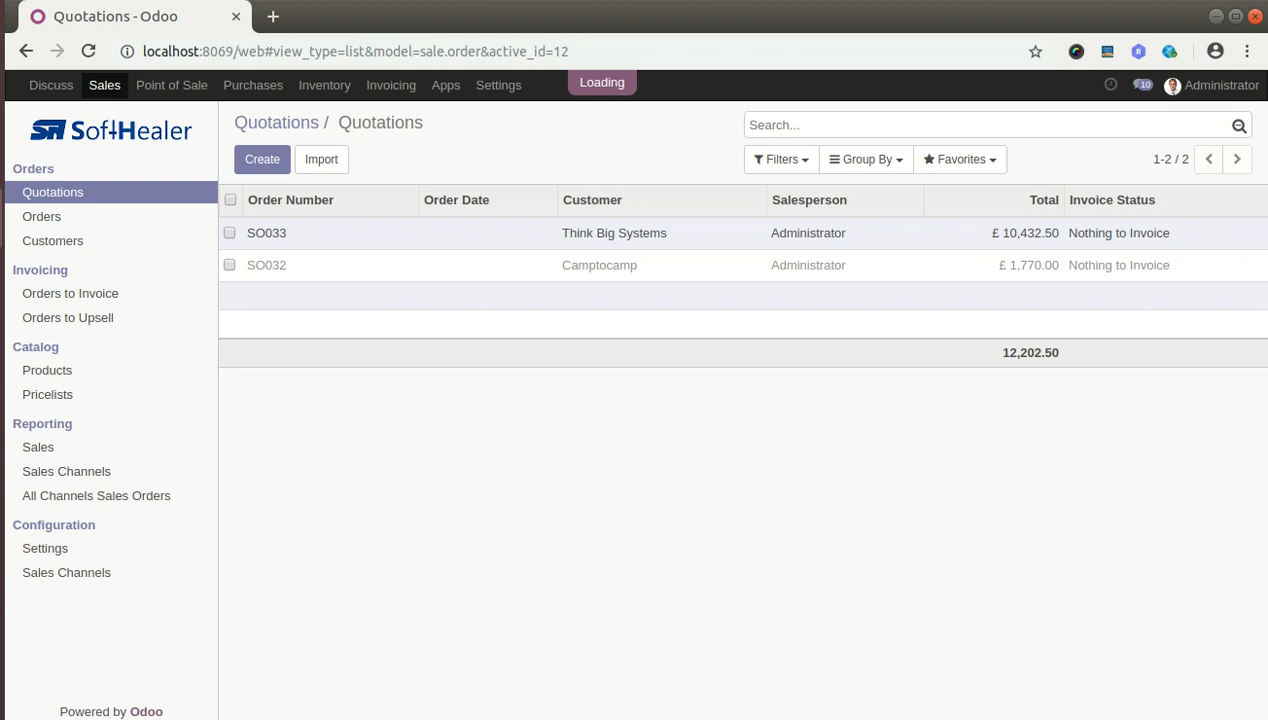 Quotations - Odoo
localhost:8069/web#view_type=list&model=sale.order&active_id=12
Discuss Sales Point of Sale Purchases Inventory Invoicing Apps Settings Loading 10 Administrator
SoftHealer
Quotations / Quotations
Search...
Create Import
Filters Group By Favorites 1-2 / 2
Orders
Quotations
Orders
Customers
Invoicing
Orders to Invoice
Orders to Upsell
Catalog
Products
Pricelists
Reporting
Sales
Sales Channels
All Channels Sales Orders
Configuration
Settings
Sales Channels
Powered by Odoo
Order Number Order Date Customer Salesperson Total Invoice Status
SO033 Think Big Systems Administrator £ 10,432.50 Nothing to Invoice
SO032 Camptocamp Administrator £ 1,770.00 Nothing to Invoice
12,202.50